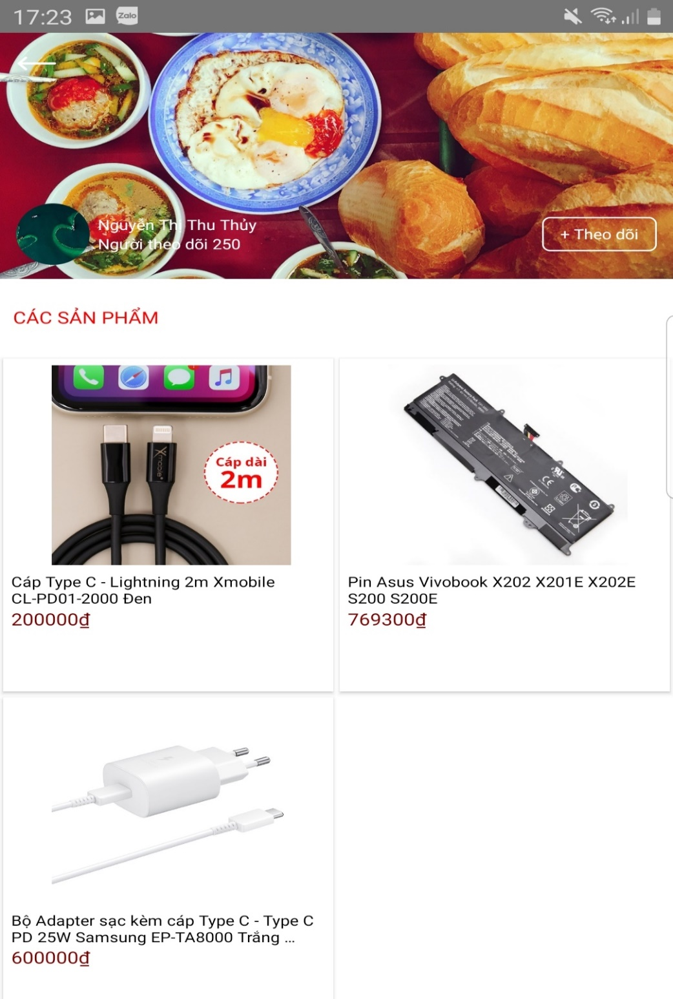 17:23 Zalo
Nguyễn Thị Thu Thủy
Người theo dõi 250
+ Theo dõi
CÁC SẢN PHẨM
Cáp dài
2m
Xmobile
Cáp Type C - Lightning 2m Xmobile
CL-PD01-2000 Đen
200000₫
Pin Asus Vivobook X202 X201E X202E
S200 S200E
769300₫
Bộ Adapter sạc kèm cáp Type C - Type C
PD 25W Samsung EP-TA8000 Trắng ...
600000₫